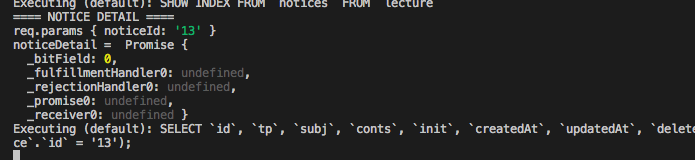 Executing (default): SHOW INDEX FROM `notices` FROM `lecture`
==== NOTICE DETAIL ====
req.params { noticeId: '13' }
noticeDetail =  Promise {
  _bitField: 0,
  _fulfillmentHandler0: undefined,
  _rejectionHandler0: undefined,
  _promise0: undefined,
  _receiver0: undefined }
Executing (default): SELECT `id`, `tp`, `subj`, `conts`, `init`, `createdAt`, `updatedAt`, `delete
ce`.`id` = '13');